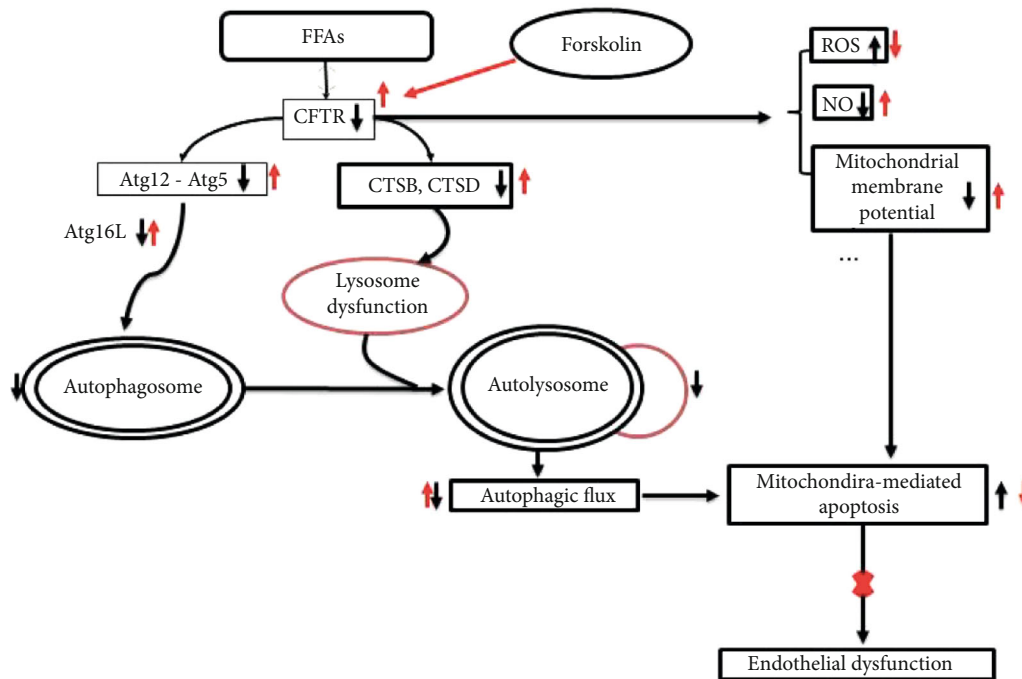 FFAs
Forskolin
ROS
NO
CFTR
Mitochondrial
membrane
potential
Atg12 - Atg5
CTSB, CTSD
Atg16L
...
Lysosome
dysfunction
Autophagosome
Autolysosome
Autophagic flux
Mitochondira-mediated
apoptosis
Endothelial dysfunction